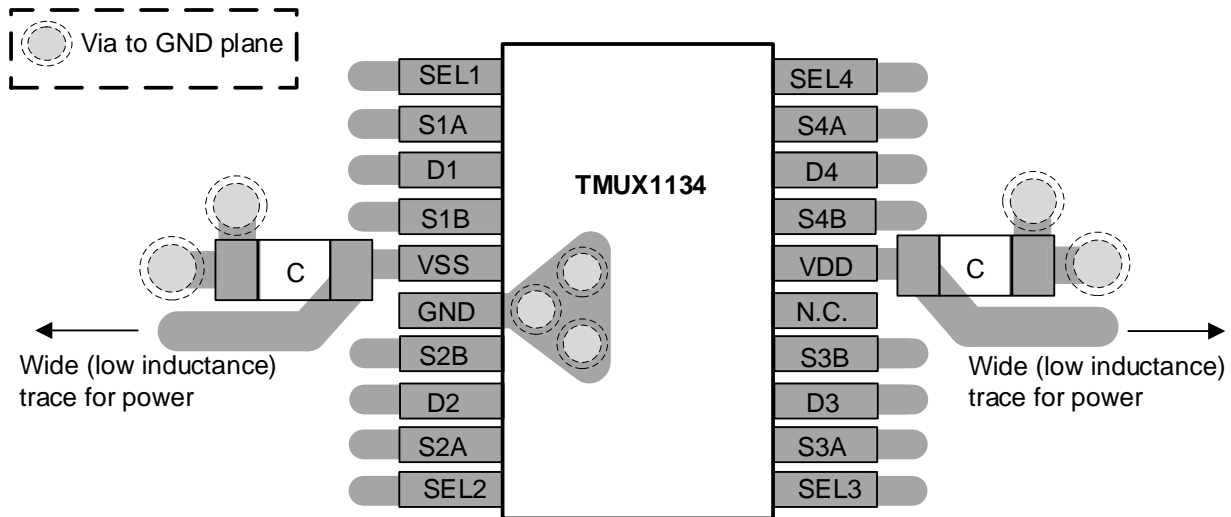 Via to GND plane
TMUX1134
SEL1
S1A
D1
S1B
VSS
GND
S2B
D2
S2A
SEL2
SEL4
S4A
D4
S4B
VDD
N.C.
S3B
D3
S3A
SEL3
C
C
Wide (low inductance)
trace for power
Wide (low inductance)
trace for power